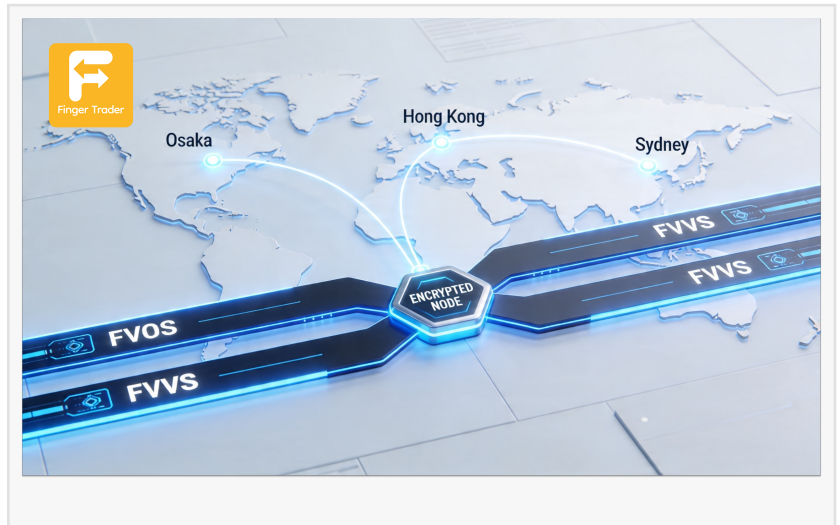 Finger Trader
Osaka
Hong Kong
Sydney
FVVS
FVVS
ENCRYPTED
NODE
FVOS
FVVS